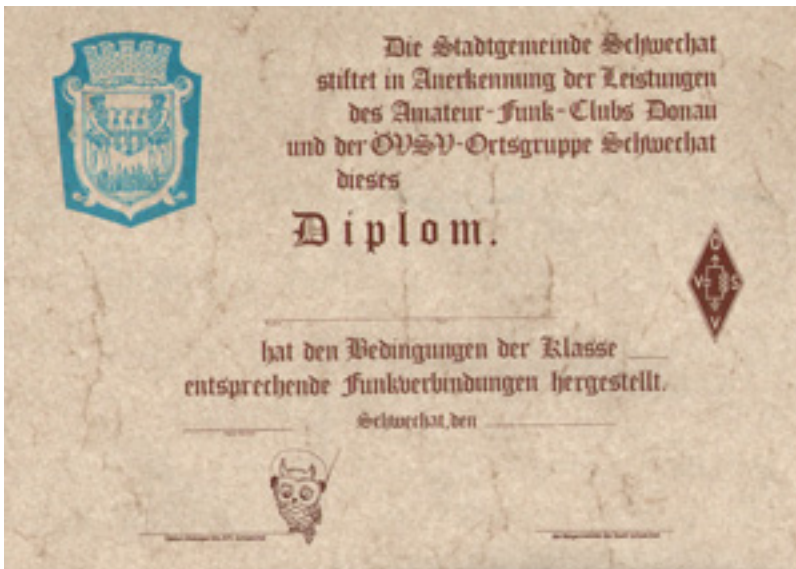 Die Stadtgemeinde Schwechat
stiftet in Anerkennung der Leistungen
des Amateur-Funk-Clubs Donau
und der ÖVSV-Ortsgruppe Schwechat
dieses
Diplom.
Ö
V S
V
hat den Bedingungen der Klasse
entsprechende Funkverbindungen hergestellt.
Schwechat, den